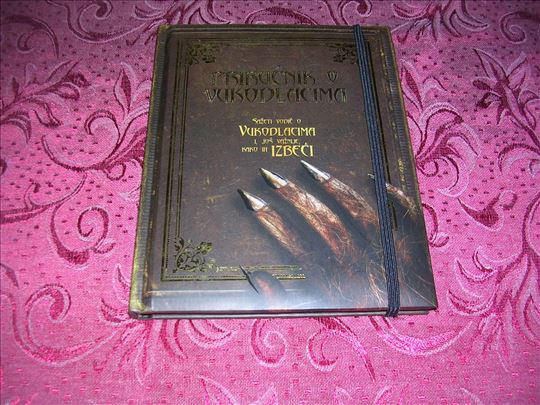 PRIRUČNIK O
VUKODLACIMA
SAŽETI VODIČ O
VUKODLACIMA
I, JOŠ VAŽNIJE,
KAKO IH IZBEĆI